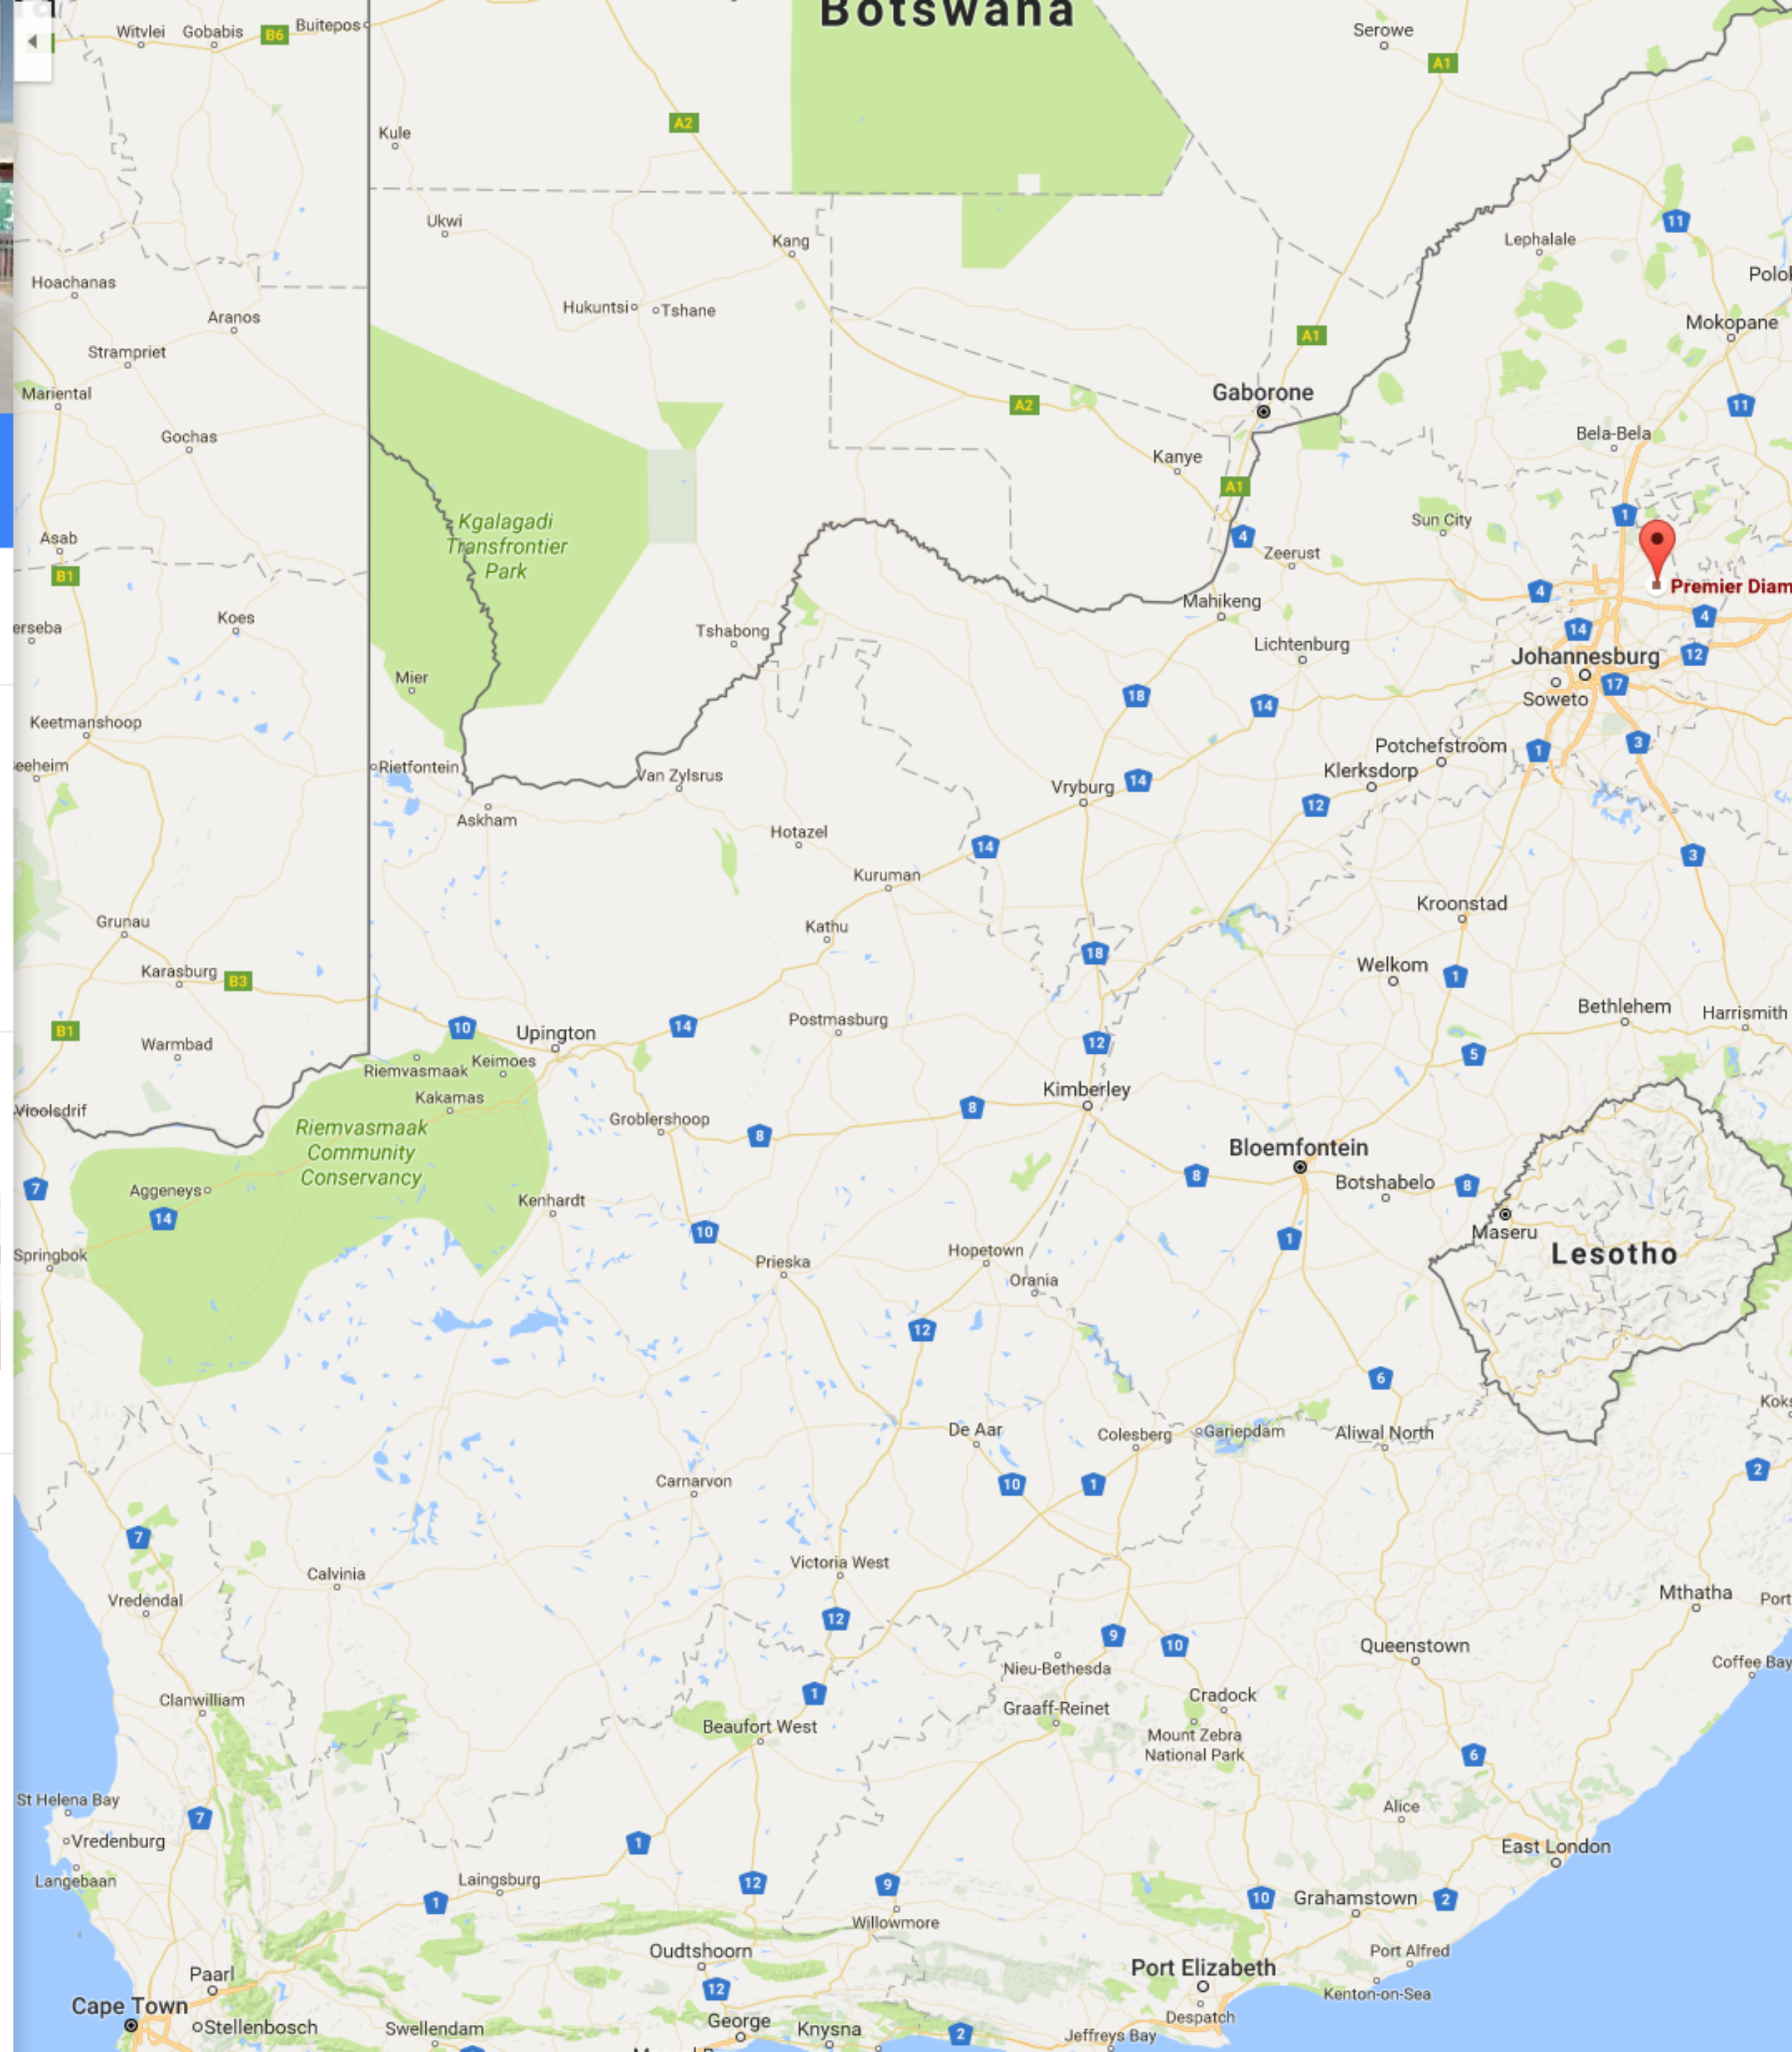 Botswana
Witvlei
Gobabis
B6
Buitepos
Serowe
A1
Kule
A2
Ukwi
Kang
11
Lephalale
Hoachanas
Hukuntsi
Tshane
Aranos
Mokopane
A1
Strampriet
Mariental
Gaborone
A2
11
Gochas
Bela-Bela
Kanye
A1
1
Kgalagadi
Transfrontier
Park
Sun City
Asab
4
Zeerust
B1
Premier Diam
4
Mahikeng
4
Koes
erseba
Tshabong
14
Lichtenburg
Johannesburg
12
Mier
17
18
Soweto
14
Keetmanshoop
3
Potchefstroom
1
eeheim
Rietfontein
Van Zylsrus
Klerksdorp
14
Vryburg
12
Askham
Hotazel
14
3
Kuruman
Kroonstad
Grunau
Kathu
18
Welkom
Karasburg
B3
1
Bethlehem
Harrismith
B1
10
14
Upington
Postmasburg
12
Warmbad
5
Riemvasmaak
Keimoes
Kakamas
Kimberley
Vioolsdrif
8
Groblershoop
8
Riemvasmaak
Community
Conservancy
Bloemfontein
8
Botshabelo
8
7
Aggeneys
14
Kenhardt
10
Maseru
1
Springbok
Hopetown
Lesotho
Prieska
Orania
12
6
Koks
De Aar
Colesberg
Gariepdam
Aliwal North
2
Carnarvon
10
1
7
Victoria West
Calvinia
Mthatha
Port
Vredendal
12
9
10
Queenstown
Coffee Bay
Nieu-Bethesda
Clanwilliam
1
Cradock
Graaff-Reinet
Beaufort West
Mount Zebra
National Park
6
St Helena Bay
Alice
7
Vredenburg
1
East London
Langebaan
Laingsburg
12
9
1
10
Grahamstown
2
Willowmore
Oudtshoorn
Port Alfred
Paarl
12
Port Elizabeth
Kenton-on-Sea
Cape Town
Despatch
Stellenbosch
Swellendam
George
Knysna
2
Jeffreys Bay